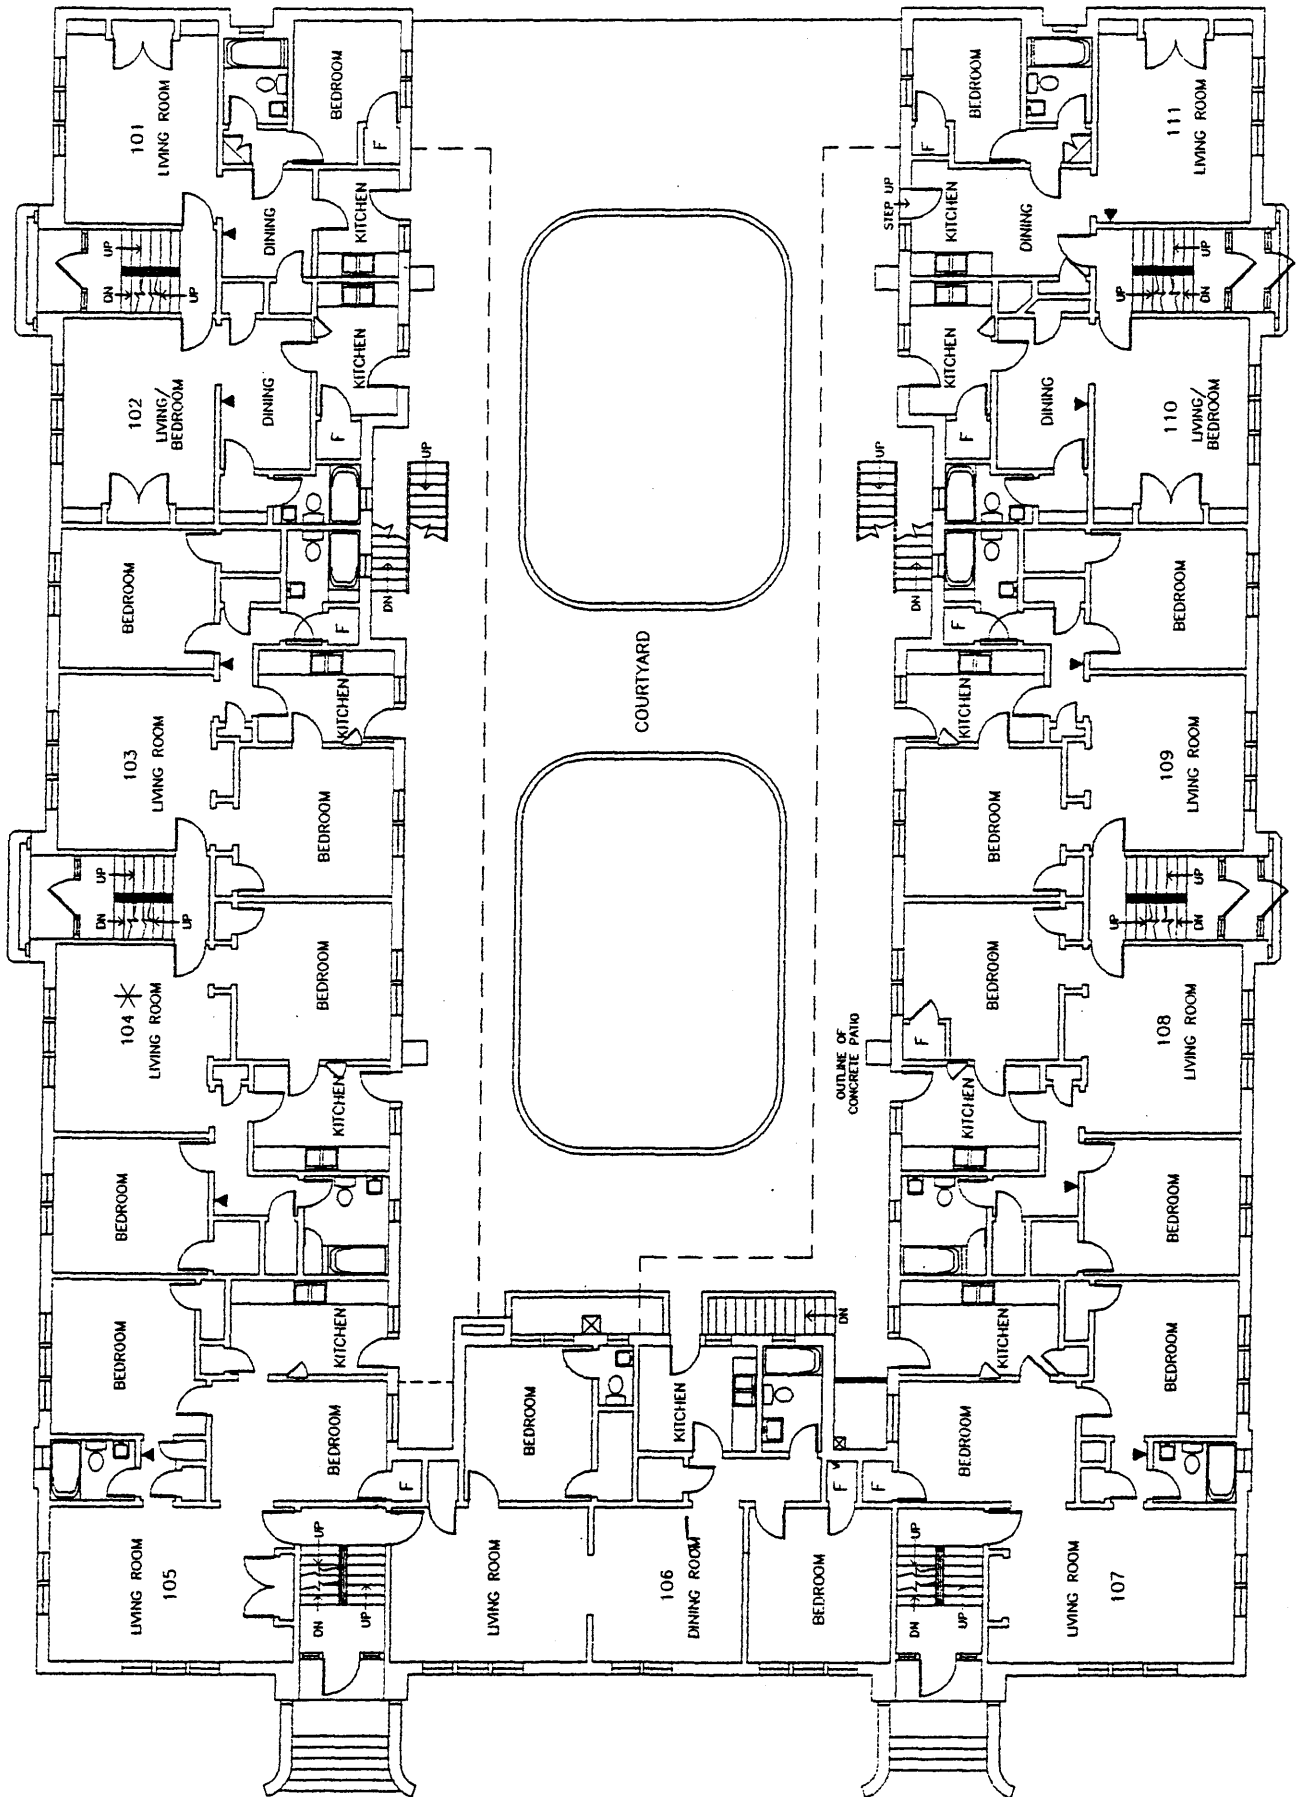 101
LIVING ROOM
BEDROOM
F
DINING
KITCHEN
UP
DN
UP
102
LIVING/
BEDROOM
DINING
KITCHEN
F
UP
DN
BEDROOM
F
KITCHEN
103
LIVING ROOM
BEDROOM
UP
DN
UP
104
LIVING ROOM
BEDROOM
KITCHEN
BEDROOM
BEDROOM
KITCHEN
BEDROOM
F
LIVING ROOM
105
UP
DN
UP
COURTYARD
OUTLINE OF
CONCRETE PATIO
BEDROOM
KITCHEN
DN
LIVING ROOM
106
DINING ROOM
BEDROOM
F
F
UP
DN
UP
LIVING ROOM
107
BEDROOM
KITCHEN
BEDROOM
BEDROOM
KITCHEN
F
BEDROOM
108
LIVING ROOM
UP
UP
DN
BEDROOM
109
LIVING ROOM
KITCHEN
F
BEDROOM
DN
UP
F
KITCHEN
DINING
110
LIVING/
BEDROOM
UP
UP
DN
STEP UP
KITCHEN
DINING
F
BEDROOM
111
LIVING ROOM